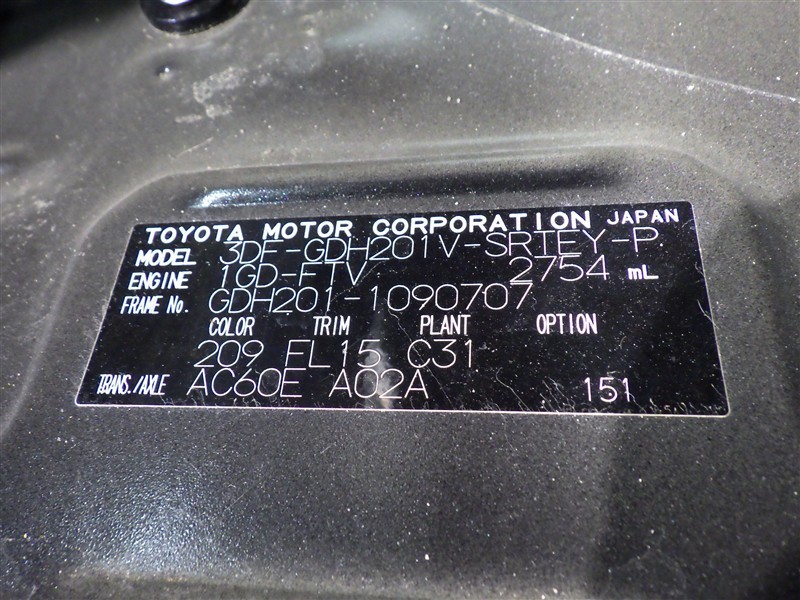 TOYOTA MOTOR CORPORATION JAPAN
MODEL 3DF-GDH201V-SRTEY-P
ENGINE 1GD-FTV 2754 mL
FRAME No. GDH201-1090707
COLOR TRIM PLANT OPTION
209 FL15 C31
TRANS./AXLE AC60E A02A 151